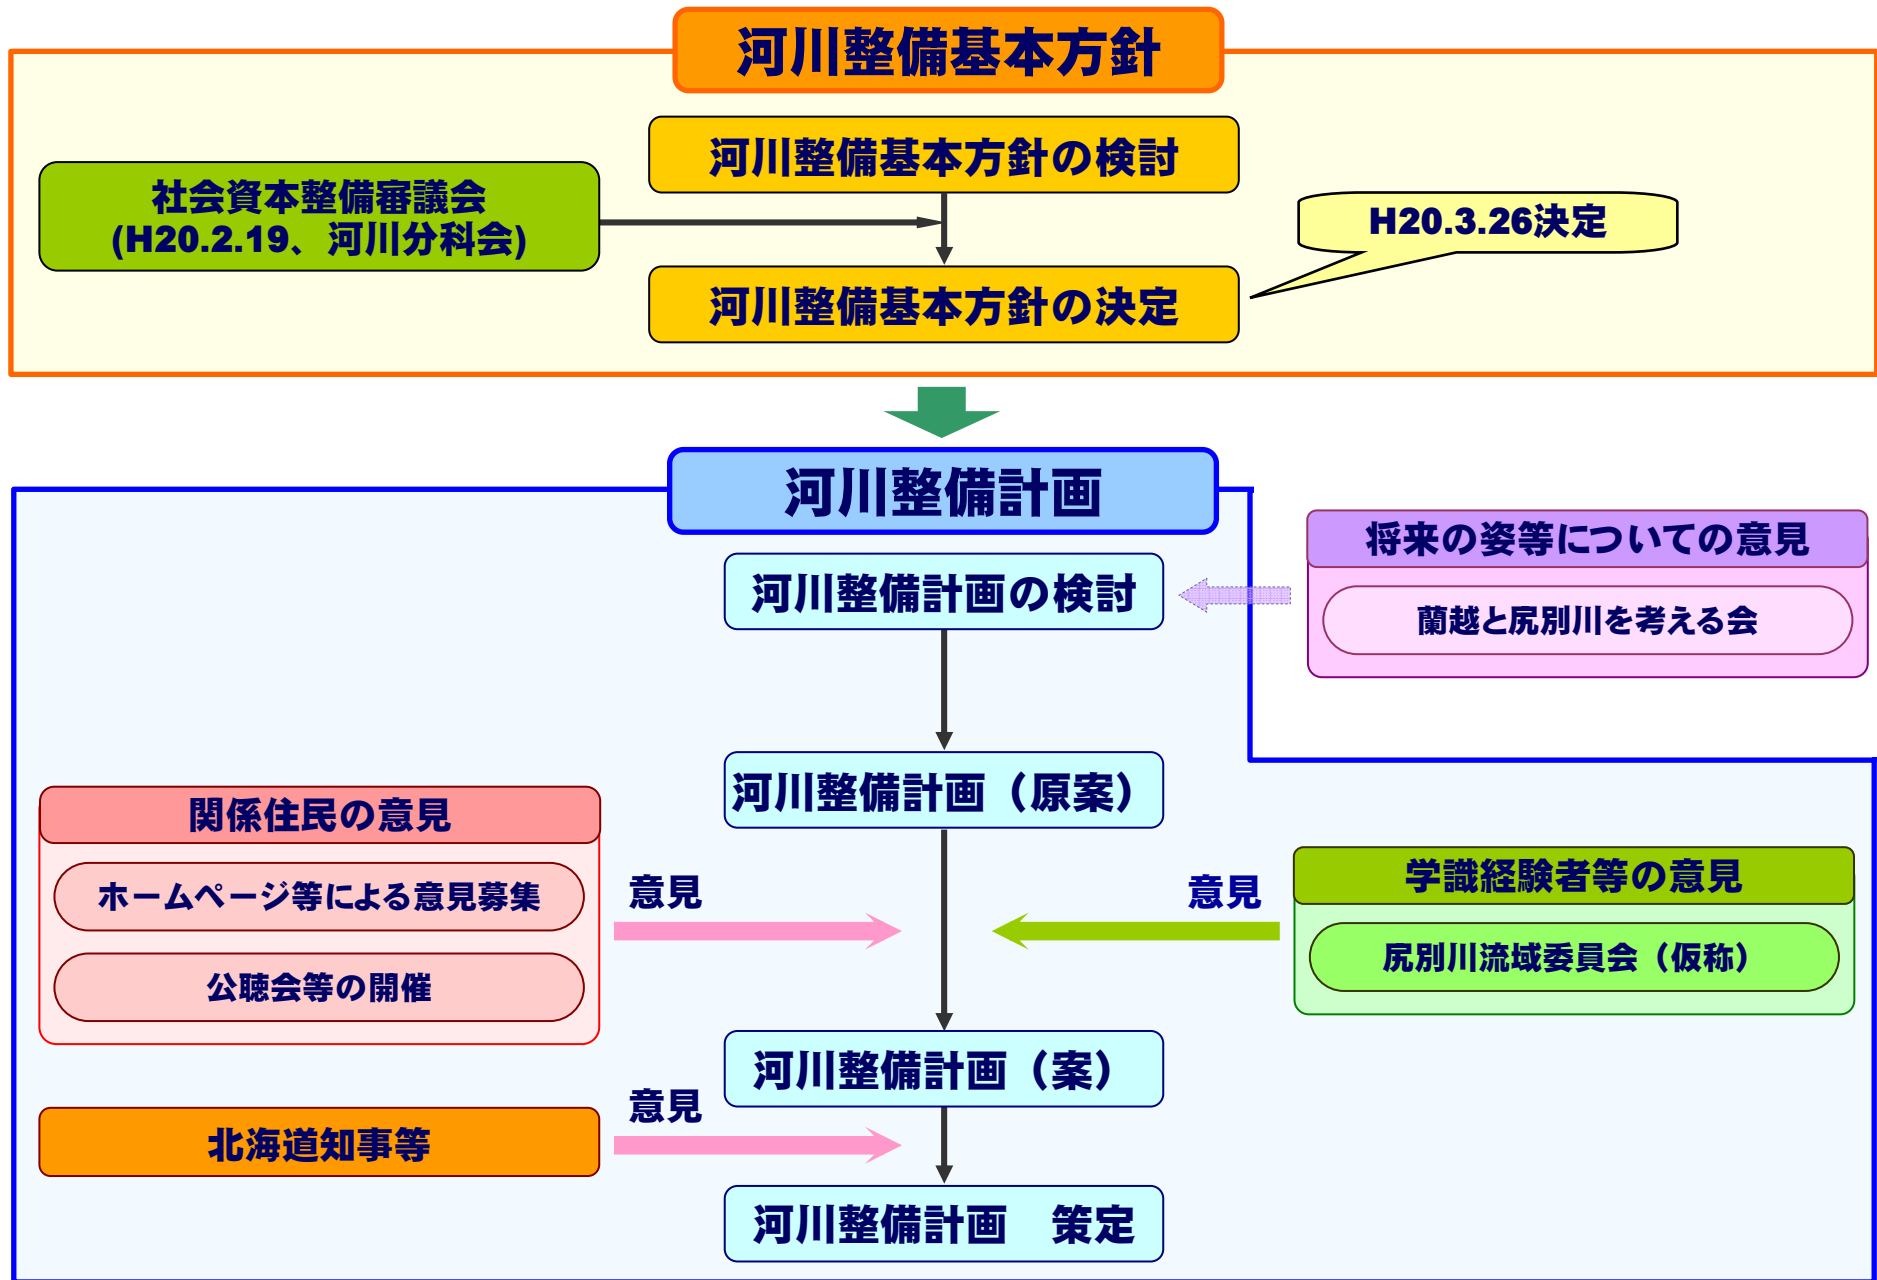 河川整備基本方針
河川整備基本方針の検討
社会資本整備審議会
(H20.2.19、河川分科会)
H20.3.26決定
河川整備基本方針の決定
河川整備計画
将来の姿等についての意見
河川整備計画の検討
蘭越と尻別川を考える会
河川整備計画（原案）
関係住民の意見
ホームページ等による意見募集
公聴会等の開催
意見
意見
学識経験者等の意見
尻別川流域委員会（仮称）
河川整備計画（案）
意見
北海道知事等
河川整備計画　策定